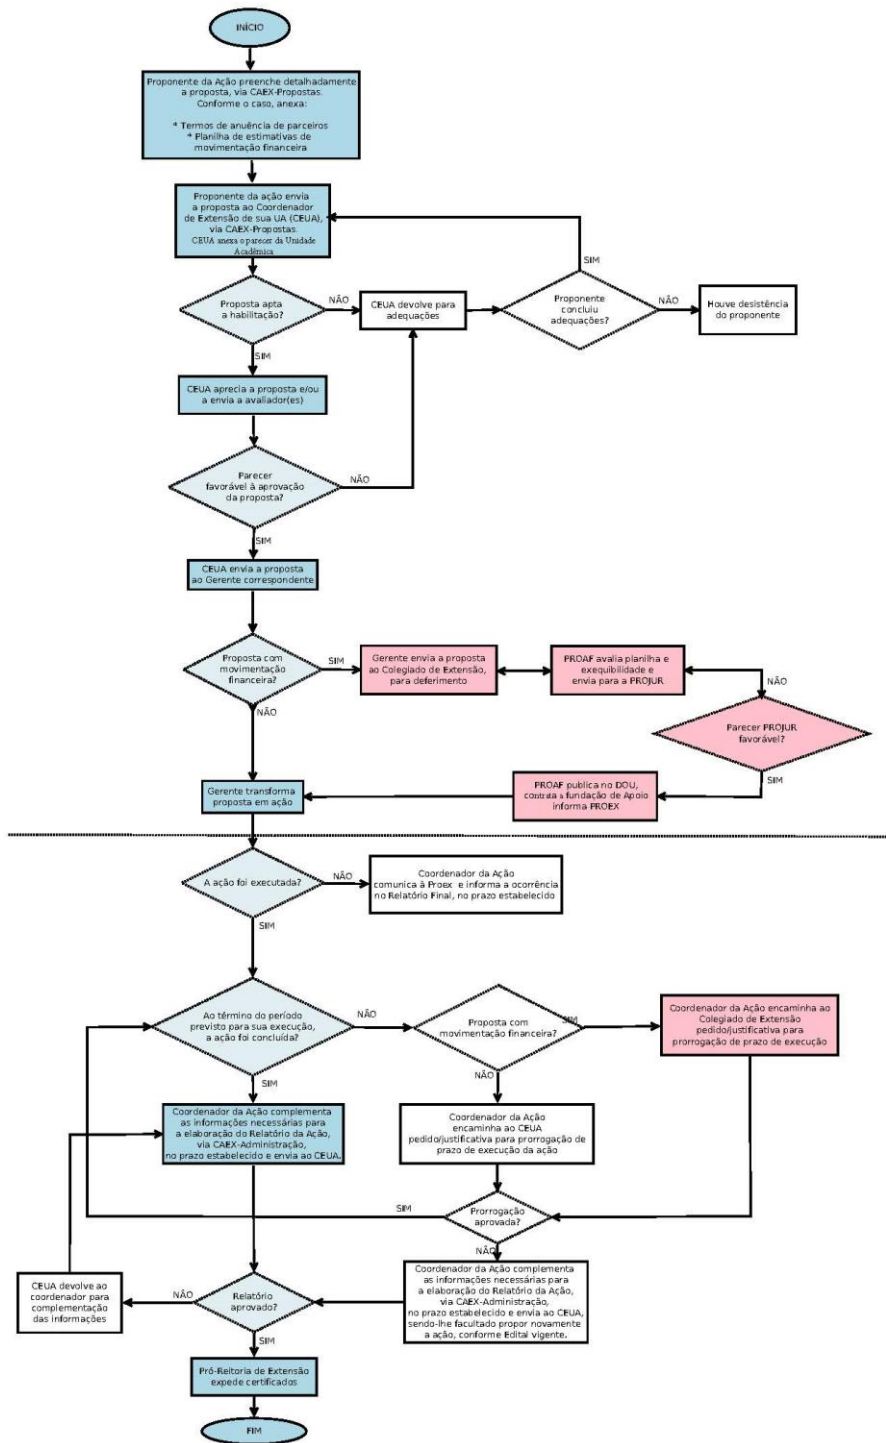 INÍCIO
Proponente da Ação preenche detalhadamente
a proposta, via CAEX-Propostas.
Conforme o caso, anexa:
* Termos de anuência de parceiros
* Planilha de estimativas de
movimentação financeira
Proponente da ação envia
a proposta ao Coordenador
de Extensão de sua UA (CEUA),
via CAEX-Propostas.
CEUA anexa o parecer da Unidade
Acadêmica
SIM
Proposta apta
a habilitação?
NÃO
CEUA devolve para
adequações
Proponente
concluiu
adequações?
NÃO
Houve desistência
do proponente
SIM
CEUA aprecia a proposta e/ou
a envia a avaliador(es)
Parecer
favorável à aprovação
da proposta?
NÃO
SIM
CEUA envia a proposta
ao Gerente correspondente
Proposta com
movimentação
financeira?
SIM
Gerente envia a proposta
ao Colegiado de Extensão,
para deferimento
PROAF avalia planilha e
exequibilidade e
envia para a PROJUR
NÃO
Parecer PROJUR
favorável?
NÃO
SIM
Gerente transforma
proposta em ação
PROAF publica no DOU,
contrata a fundação de Apoio
informa PROEX
A ação foi executada?
NÃO
Coordenador da Ação
comunica à Proex e informa a ocorrência
no Relatório Final, no prazo estabelecido
SIM
Ao término do período
previsto para sua execução,
a ação foi concluída?
NÃO
Proposta com
movimentação financeira?
SIM
Coordenador da Ação encaminha ao
Colegiado de Extensão
pedido/justificativa para
prorrogação de prazo de execução
SIM
NÃO
Coordenador da Ação complementa
as informações necessárias para
a elaboração do Relatório da Ação,
via CAEX-Administração,
no prazo estabelecido e envia ao CEUA.
Coordenador da Ação
encaminha ao CEUA
pedido/justificativa para prorrogação de
prazo de execução da ação
SIM
Prorrogação
aprovada?
NÃO
CEUA devolve ao
coordenador para
complementação
das informações
NÃO
Relatório
aprovado?
Coordenador da Ação complementa
as informações necessárias para
a elaboração do Relatório da Ação,
via CAEX-Administração,
no prazo estabelecido e envia ao CEUA,
sendo-lhe facultado propor novamente
a ação, conforme Edital vigente.
SIM
Pró-Reitoria de Extensão
expede certificados
FIM